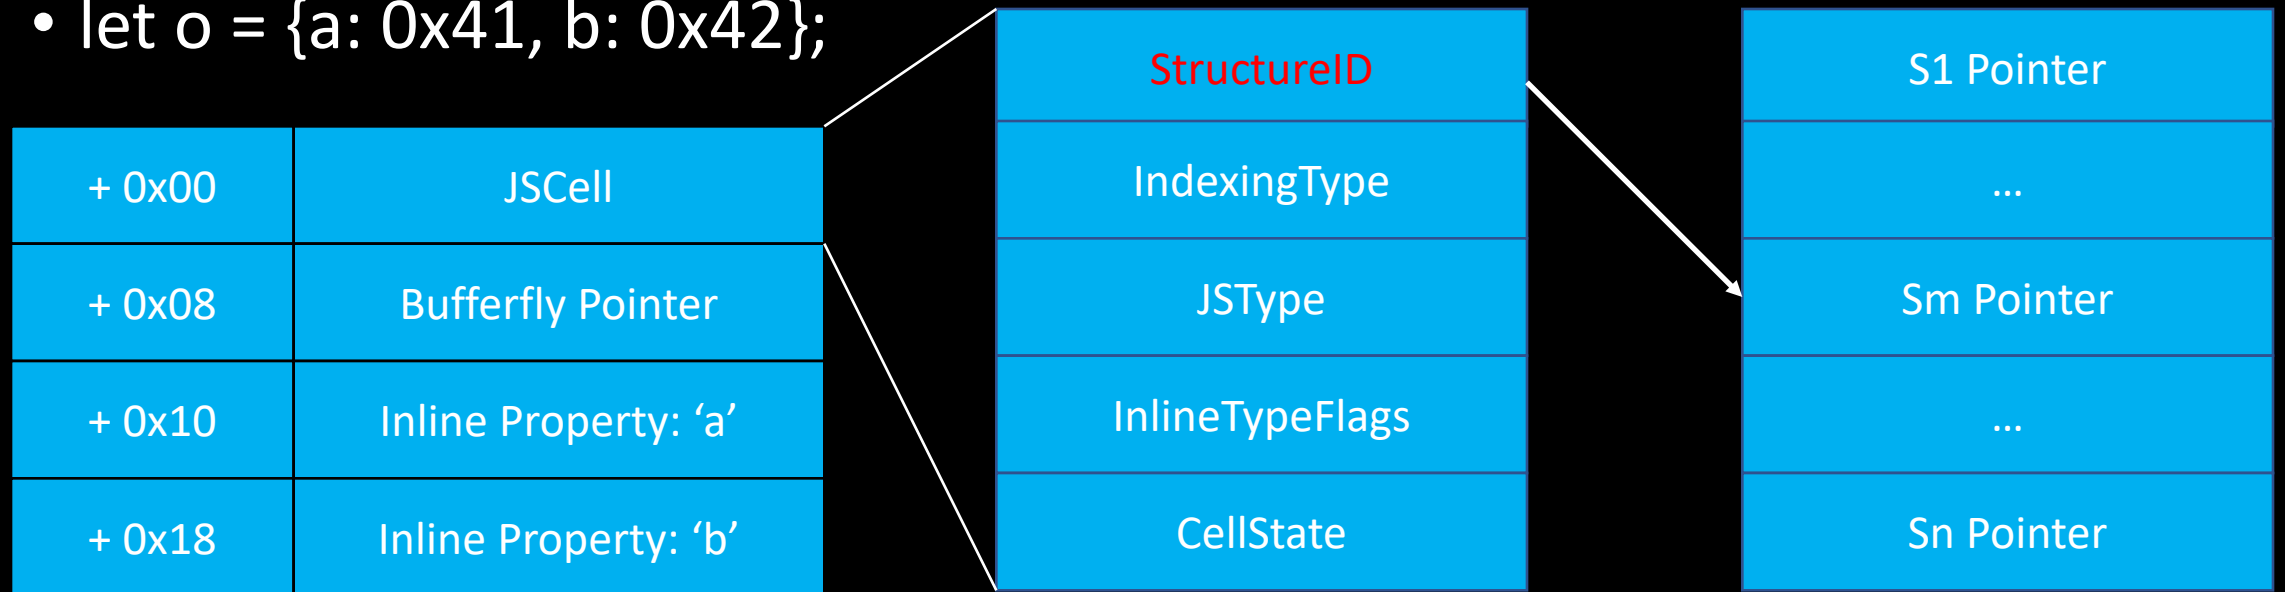 • let o = {a: 0x41, b: 0x42};
+ 0x00 JSCell
+ 0x08 Bufferfly Pointer
+ 0x10 Inline Property: ‘a’
+ 0x18 Inline Property: ‘b’
StructureID
IndexingType
JSType
InlineTypeFlags
CellState
S1 Pointer
...
Sm Pointer
...
Sn Pointer